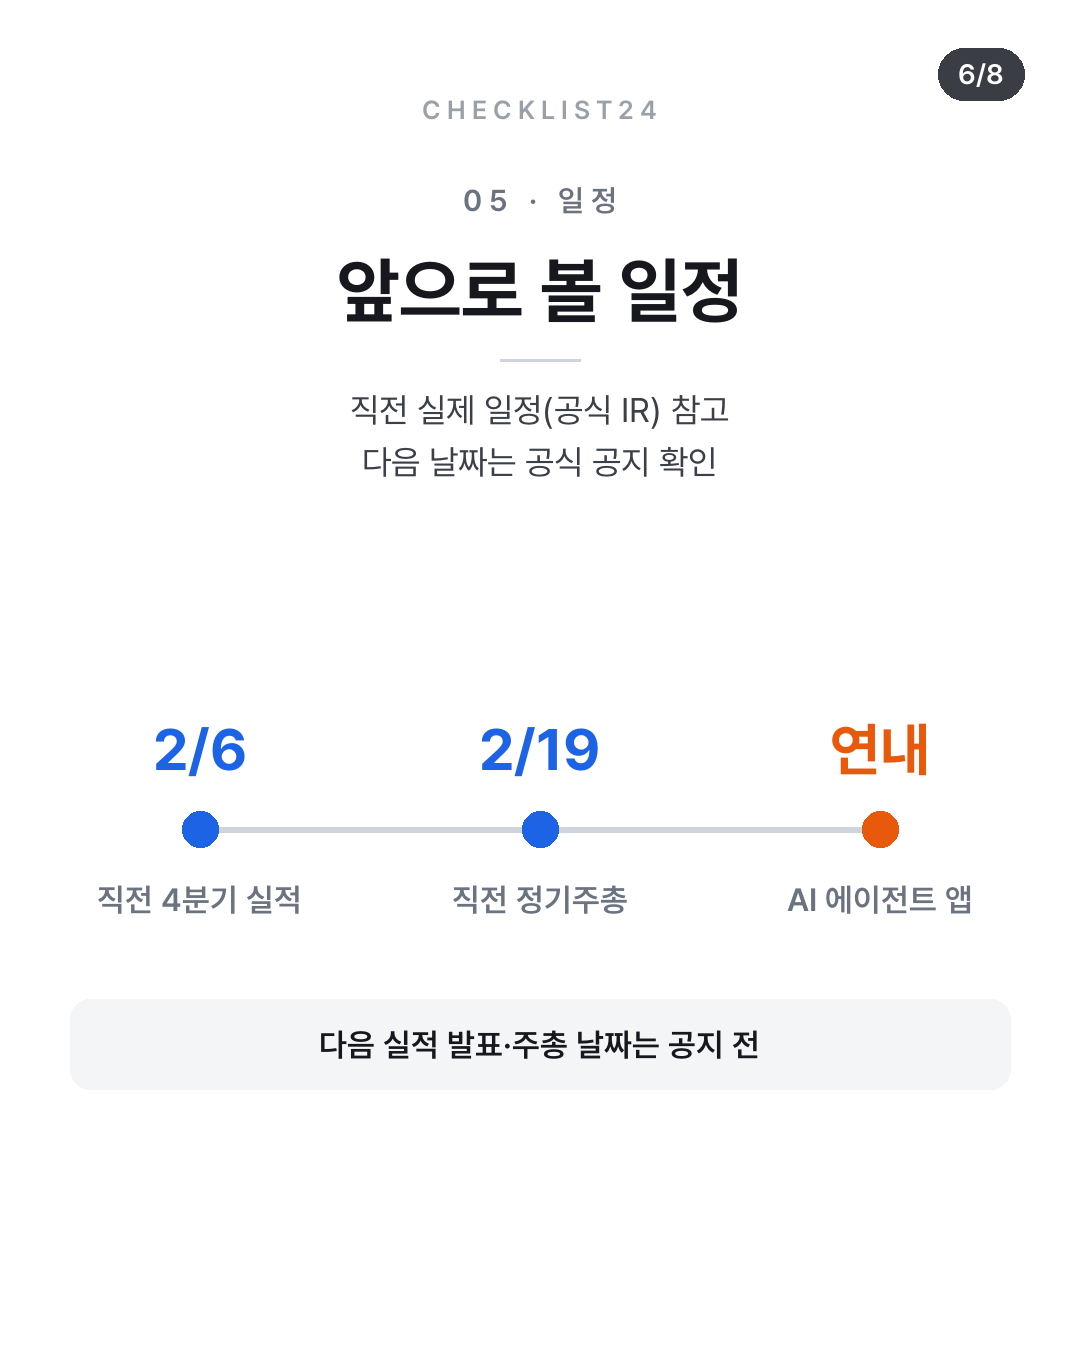 6/8
CHECKLIST24
05 · 일정
앞으로 볼 일정
직전 실제 일정(공식 IR) 참고
다음 날짜는 공식 공지 확인
2/6
2/19
연내
직전 4분기 실적
직전 정기주총
AI 에이전트 앱
다음 실적 발표·주총 날짜는 공지 전